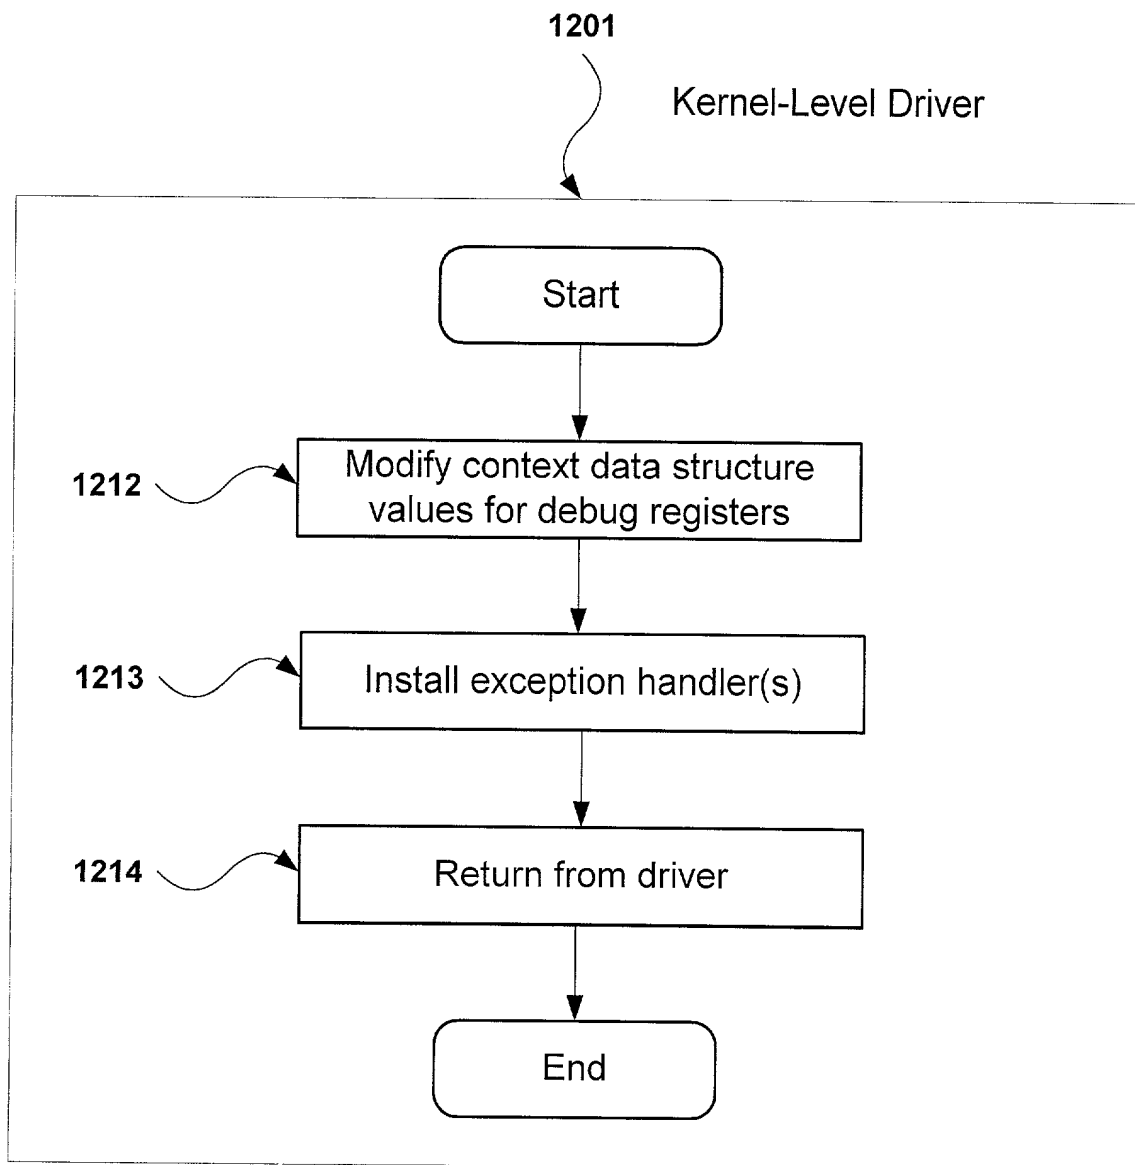 1201
Kernel-Level Driver
Start
1212
Modify context data structure
values for debug registers
1213
Install exception handler(s)
1214
Return from driver
End